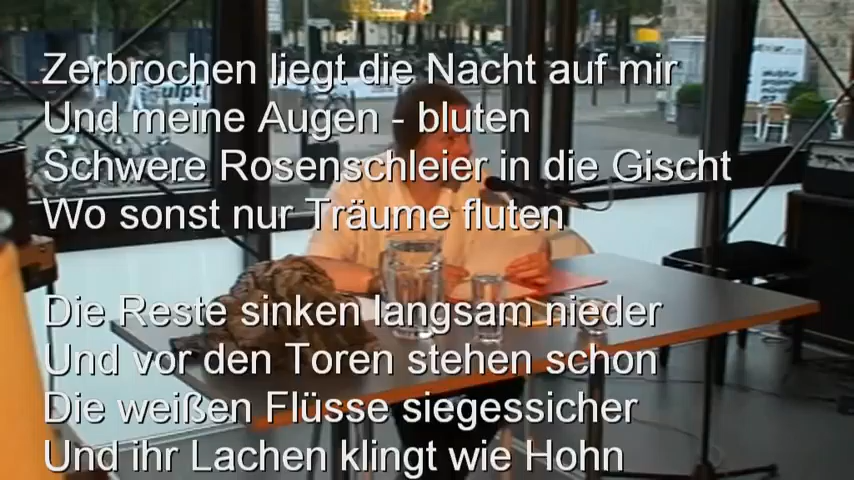 Zerbrochen liegt die Nacht auf mir
Und meine Augen - bluten
Schwere Rosenschleier in die Gischt
Wo sonst nur Träume fluten
Die Reste sinken langsam nieder
Und vor den Toren stehen schon
Die weißen Flüsse siegessicher
Und ihr Lachen klingt wie Hohn